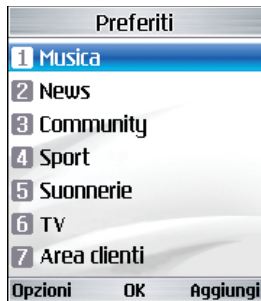 Preferiti
1 Musica
2 News
3 Community
4 Sport
5 Suonnerie
6 TV
7 Area clienti
Opzioni OK Aggiungi